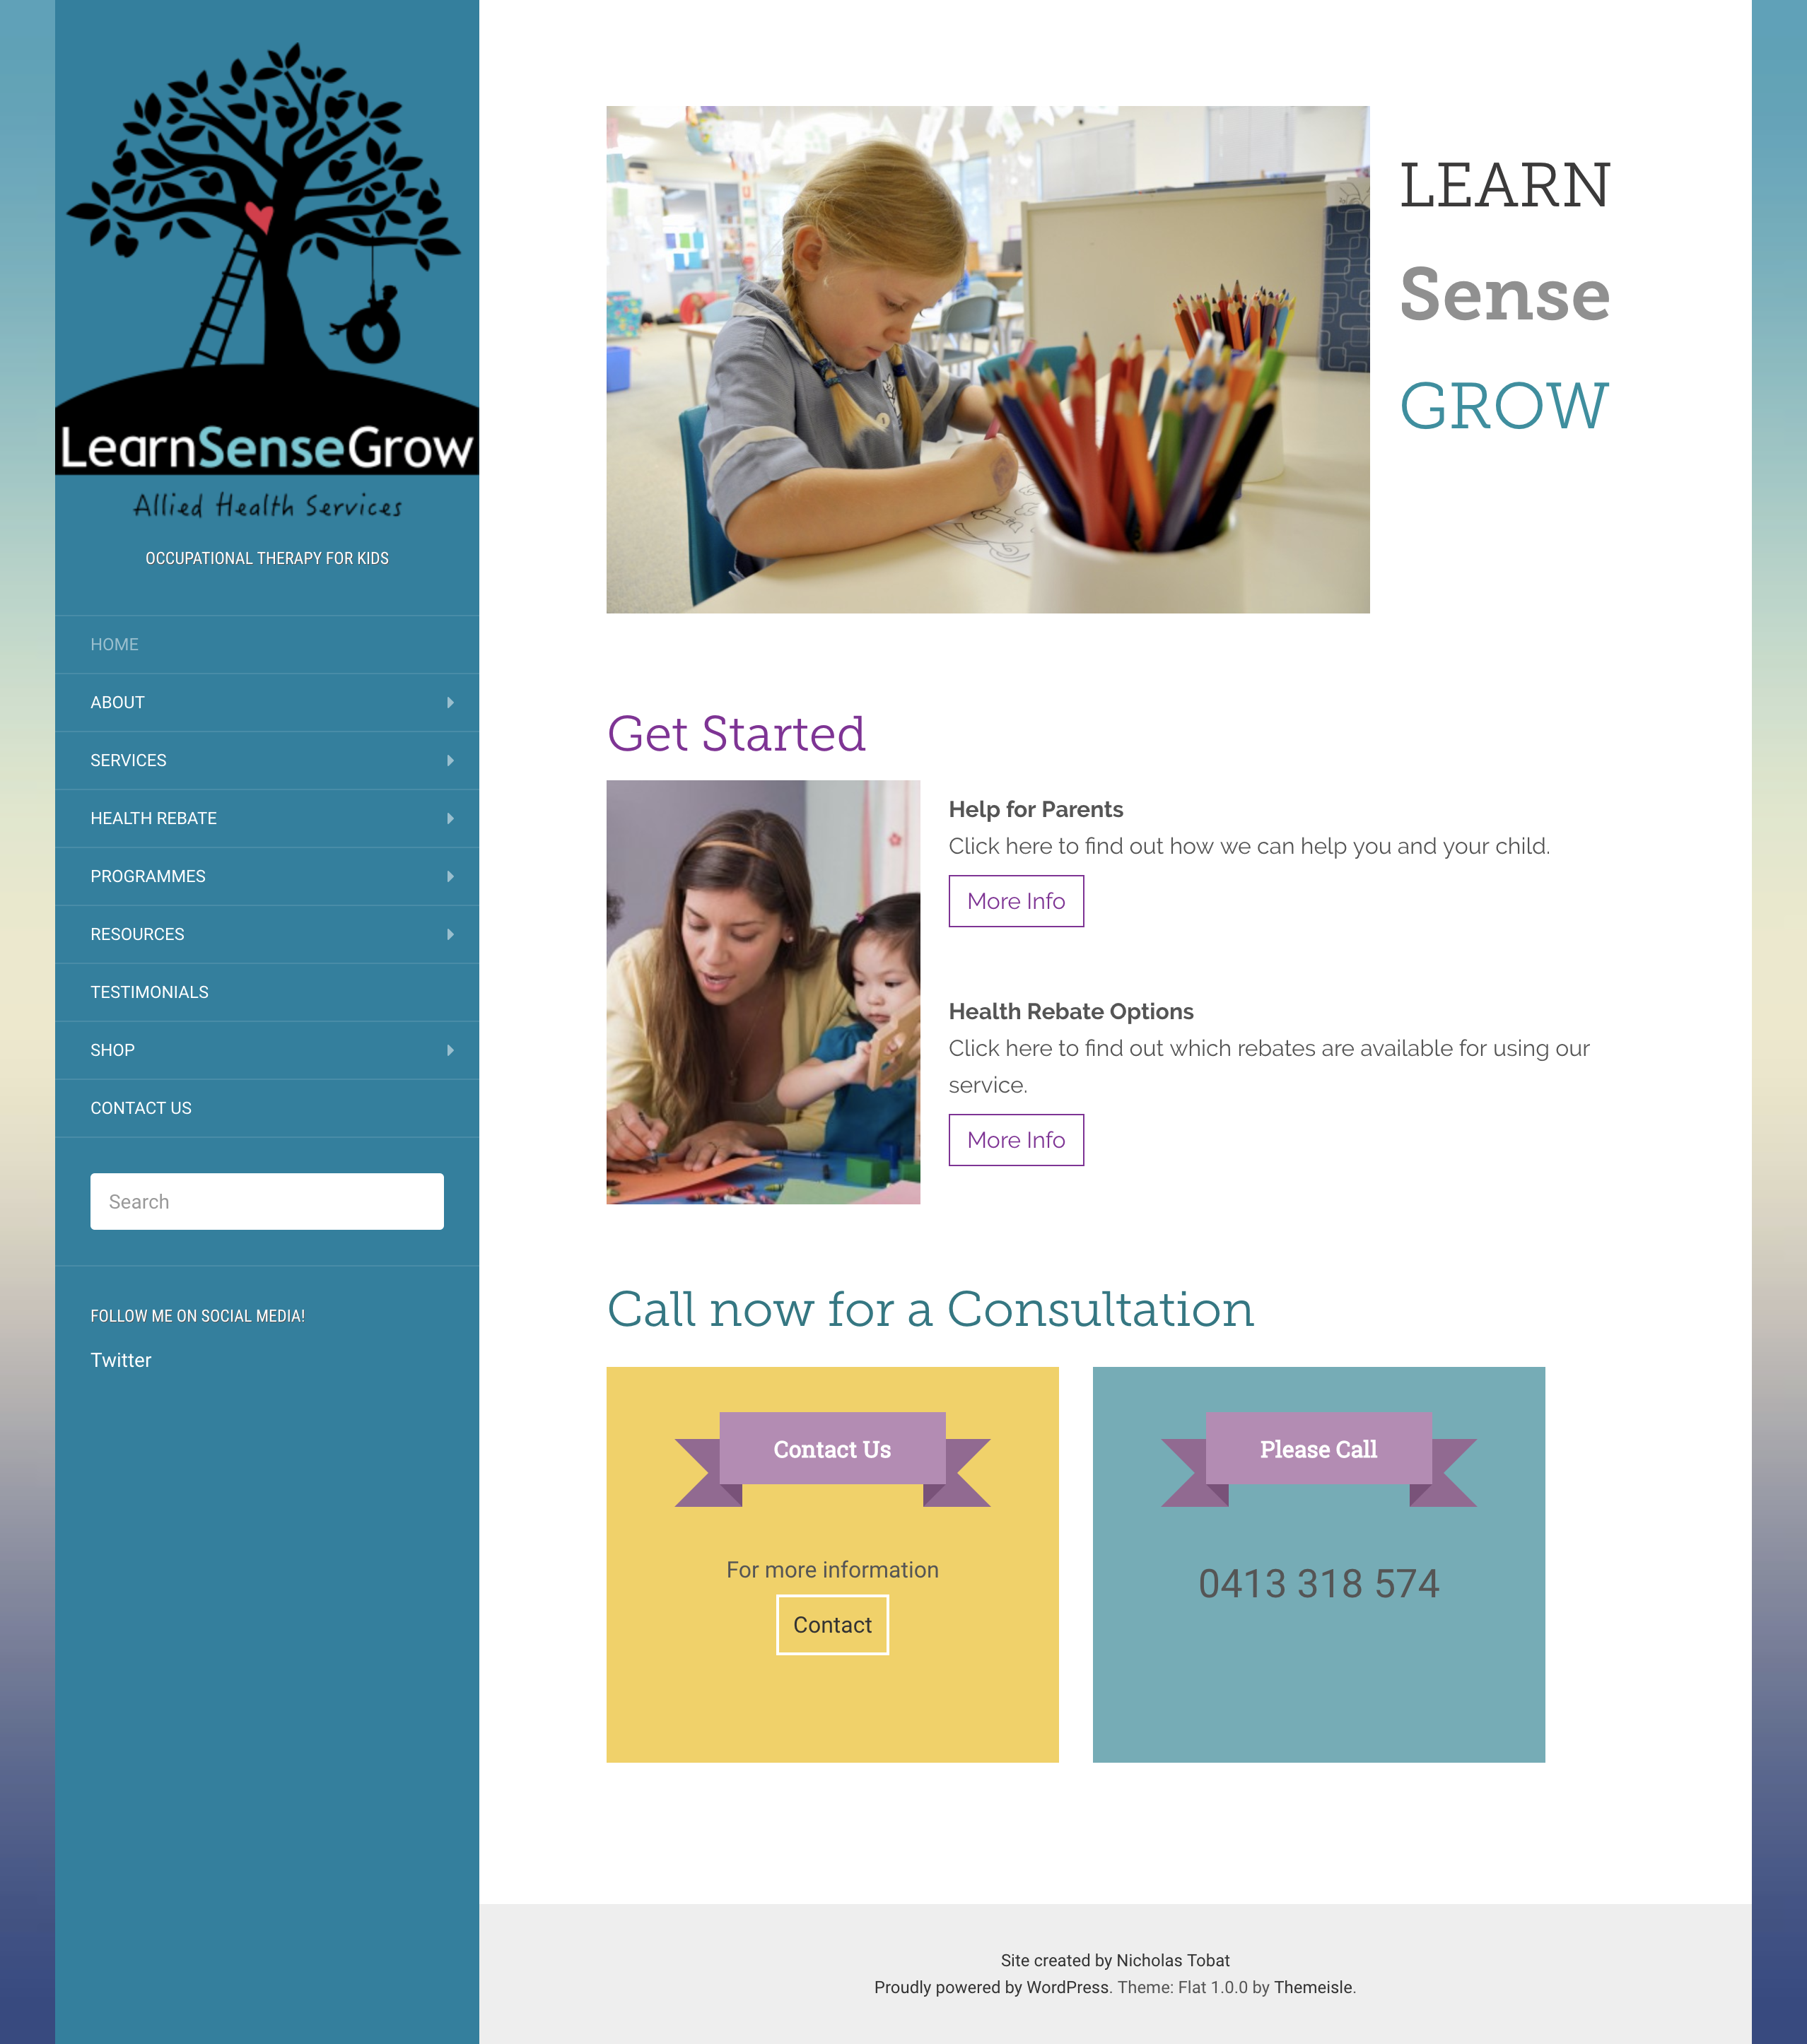 LearnSenseGrow
Allied Health Services
OCCUPATIONAL THERAPY FOR KIDS
HOME
ABOUT
SERVICES
HEALTH REBATE
PROGRAMMES
RESOURCES
TESTIMONIALS
SHOP
CONTACT US
Search
FOLLOW ME ON SOCIAL MEDIA!
Twitter
LEARN
Sense
GROW
Get Started
Help for Parents
Click here to find out how we can help you and your child.
More Info
Health Rebate Options
Click here to find out which rebates are available for using our
service.
More Info
Call now for a Consultation
Contact Us
For more information
Contact
Please Call
0413 318 574
Site created by Nicholas Tobat
Proudly powered by WordPress. Theme: Flat 1.0.0 by Themeisle.